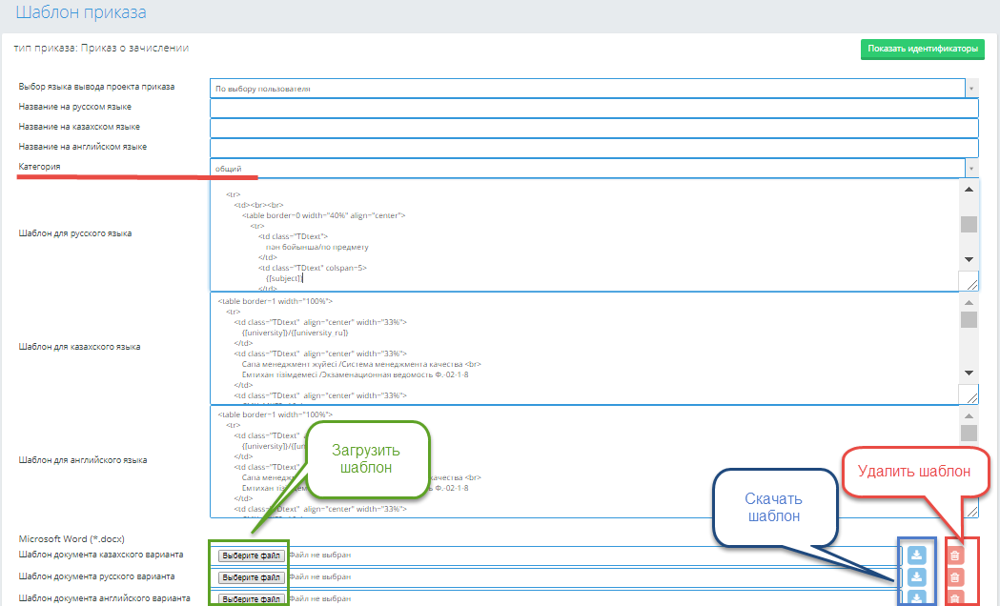 Шаблон приказа
тип приказа: Приказ о зачислении
Показать идентификаторы
Выбор языка вывода проекта приказа
По выбору пользователя
Название на русском языке
Название на казахском языке
Название на английском языке
Категория
общий
Шаблон для русского языка
<tr>
<td><br><br>
<table border=0 width="40%" align="center">
<tr>
<td class="TDtext">
пән бойынша/по предмету
</td>
<td class="TDtext" colspan=5>
{[subject]}
</td>
Шаблон для казахского языка
<table border=1 width="100%">
<tr>
<td class="TDtext" align="center" width="33%">
{[university]}/{[university_ru]}
</td>
<td class="TDtext" align="center" width="33%">
Сапа менеджмент жүйесі /Система менеджмента качества <br>
Емтихан тізімдемесі /Экзаменационная ведомость Ф.-02-1-8
</td>
<td class="TDtext" align="center" width="33%">
Шаблон для английского языка
<table border=1 width="100%">
<tr>
<td class="TDtext"
{[university]}/{[un
</td>
<td class="TDtext"
Сапа менедж качества <br>
Емтихан тізімдем ь Ф.-02-1-8
</td>
<td class="TDtext" align="center" width="33%">
Загрузить
шаблон
Скачать
шаблон
Удалить шаблон
Microsoft Word (*.docx)
Шаблон документа казахского варианта
Выберите файл Файл не выбран
Шаблон документа русского варианта
Выберите файл Файл не выбран
Шаблон документа английского варианта
Выберите файл Файл не выбран